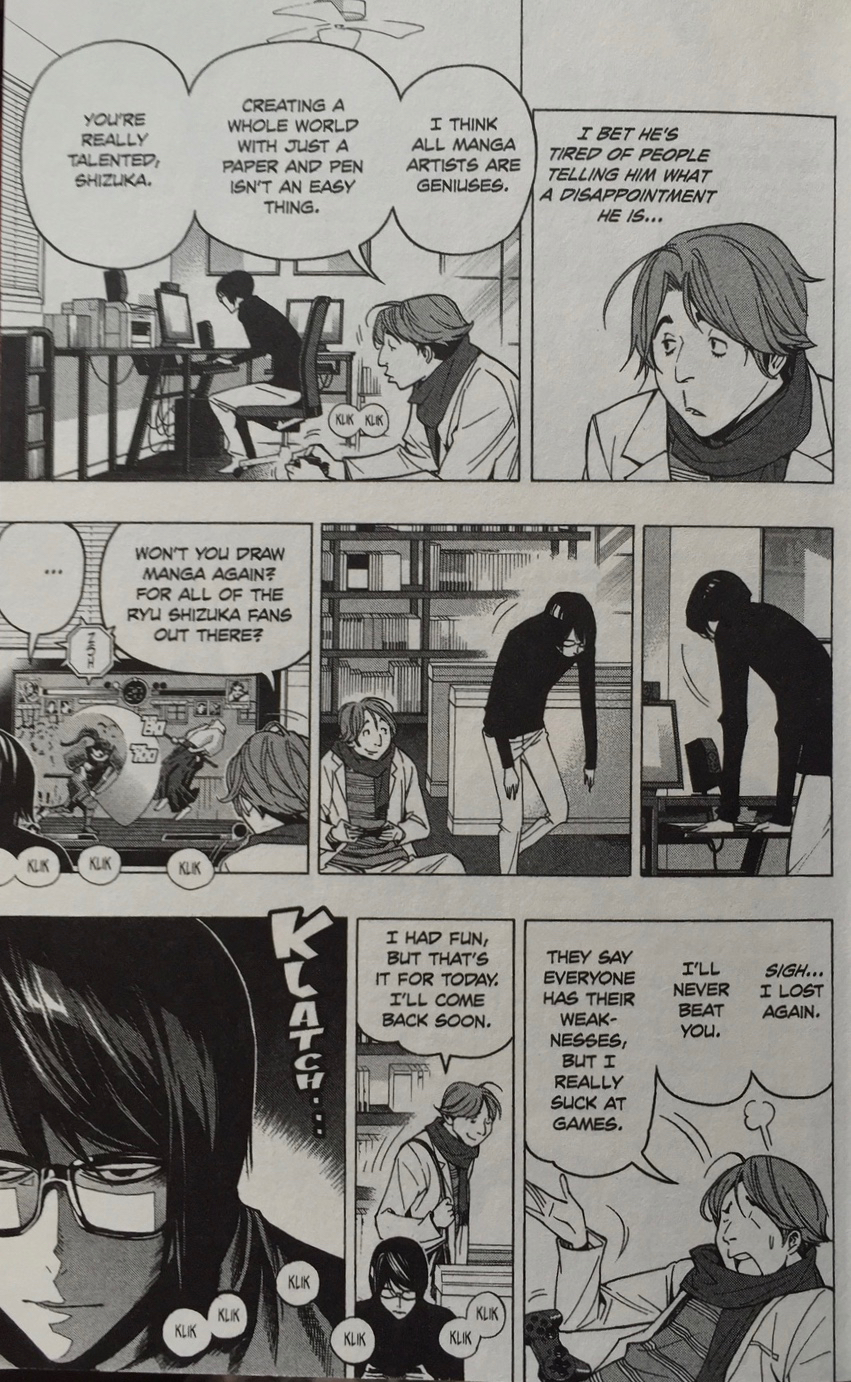 I BET HE'S
TIRED OF PEOPLE
TELLING HIM WHAT
A DISAPPOINTMENT
HE IS...
I THINK
ALL MANGA
ARTISTS ARE
GENIUSES.
CREATING A
WHOLE WORLD
WITH JUST A
PAPER AND PEN
ISN'T AN EASY
THING.
YOU'RE
REALLY
TALENTED,
SHIZUKA.
KLIK
KLIK
WON'T YOU DRAW
MANGA AGAIN?
FOR ALL OF THE
RYU SHIZUKA FANS
OUT THERE?
...
KLIK
KLIK
KLIK
SIGH...
I LOST
AGAIN.
I'LL
NEVER
BEAT
YOU.
THEY SAY
EVERYONE
HAS THEIR
WEAK-
NESSES,
BUT I
REALLY
SUCK AT
GAMES.
I HAD FUN,
BUT THAT'S
IT FOR TODAY.
I'LL COME
BACK SOON.
KLIK
KLIK
KLIK
KLATCH...
KLIK
KLIK
KLIK